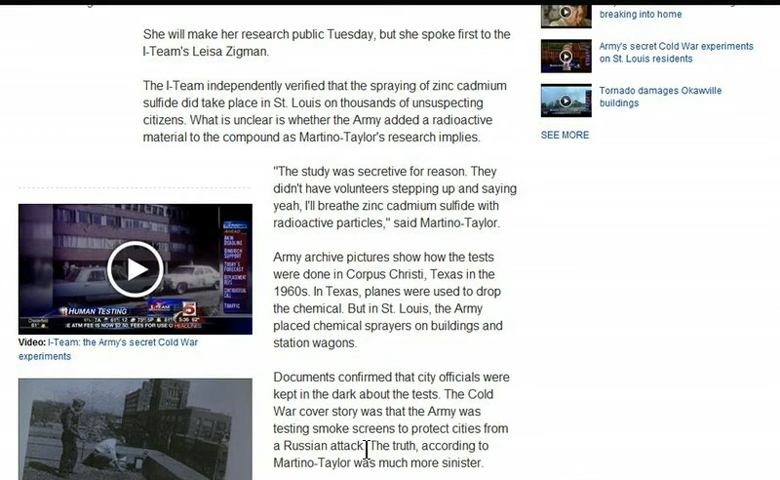 She will make her research public Tuesday, but she spoke first to the
I-Team's Leisa Zigman.
The I-Team independently verified that the spraying of zinc cadmium
sulfide did take place in St. Louis on thousands of unsuspecting
citizens. What is unclear is whether the Army added a radioactive
material to the compound as Martino-Taylor's research implies.
"The study was secretive for reason. They
didn't have volunteers stepping up and saying
yeah, I'll breathe zinc cadmium sulfide with
radioactive particles," said Martino-Taylor.
Army archive pictures show how the tests
were done in Corpus Christi, Texas in the
1960s. In Texas, planes were used to drop
the chemical. But in St. Louis, the Army
placed chemical sprayers on buildings and
station wagons.
Documents confirmed that city officials were
kept in the dark about the tests. The Cold
War cover story was that the Army was
testing smoke screens to protect cities from
a Russian attack. The truth, according to
Martino-Taylor was much more sinister.
HUMAN TESTING
5
Video: I-Team: the Army's secret Cold War
experiments
breaking into home
Army's secret Cold War experiments
on St. Louis residents
Tornado damages Okawville
buildings
SEE MORE